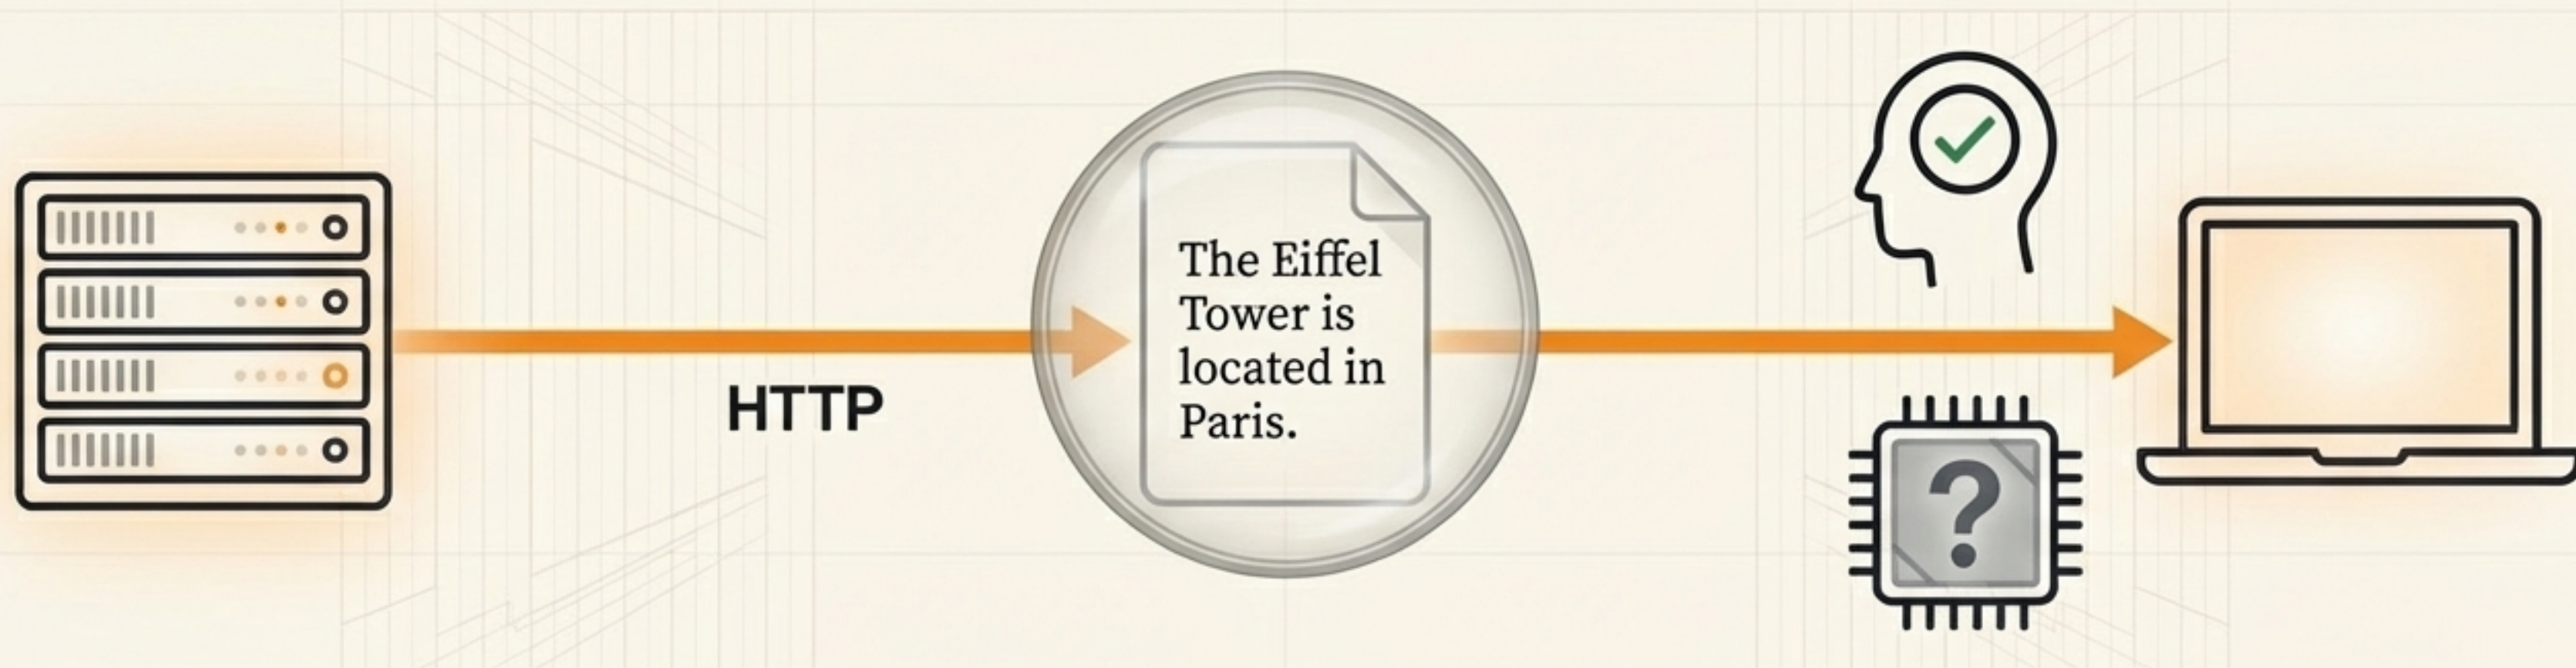 HTTP
The Eiffel
Tower is
located in
Paris.
?